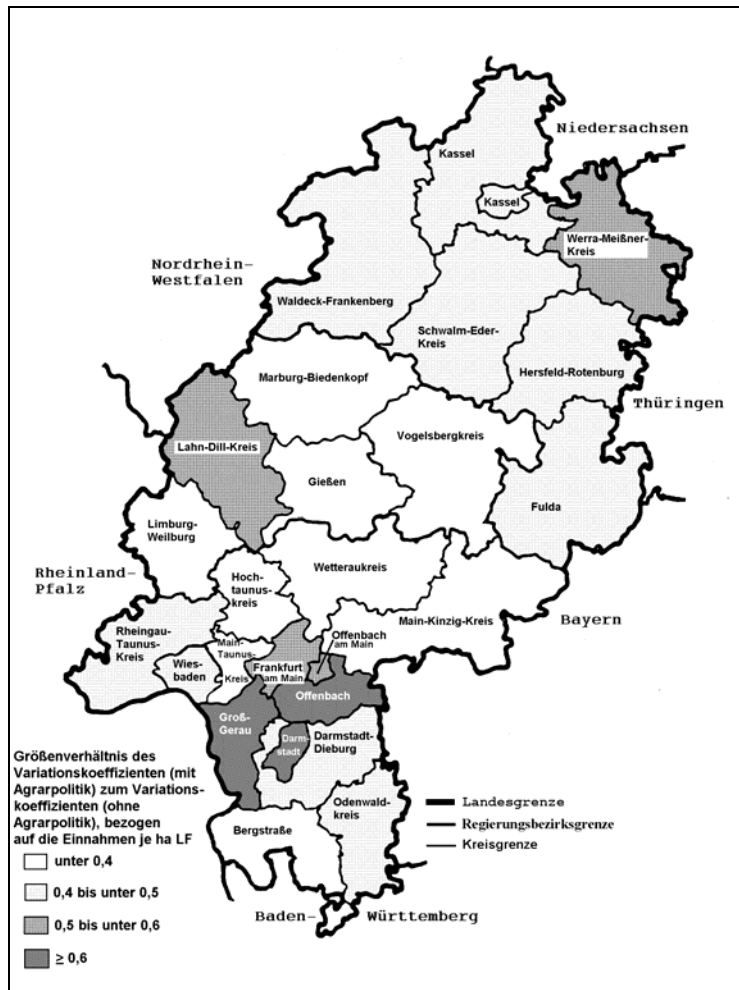 Niedersachsen
Kassel
Kassel
Werra-Meißner-
Kreis
Nordrhein-
Westfalen
Waldeck-Frankenberg
Schwalm-Eder-
Kreis
Hersfeld-Rotenburg
Marburg-Biedenkopf
Thüringen
Lahn-Dill-Kreis
Vogelsbergkreis
Gießen
Fulda
Limburg-
Weilburg
Rheinland-
Pfalz
Hoch-
taunus-
kreis
Wetteraukreis
Main-Kinzig-Kreis
Bayern
Rheingau-
Taunus-
Kreis
Main-
Taunus-
Kreis
Offenbach
am Main
Wies-
baden
Frankfurt
am Main
Offenbach
Groß-
Gerau
Darm-
stadt
Darmstadt-
Dieburg
Odenwald-
kreis
Bergstraße
Baden-
Württemberg
Größenverhältnis des
Variationskoeffizienten (mit
Agrarpolitik) zum Variations-
koeffizienten (ohne
Agrarpolitik), bezogen
auf die Einnahmen je ha LF
unter 0,4
0,4 bis unter 0,5
0,5 bis unter 0,6
≥ 0,6
Landesgrenze
Regierungsbezirksgrenze
Kreisgrenze